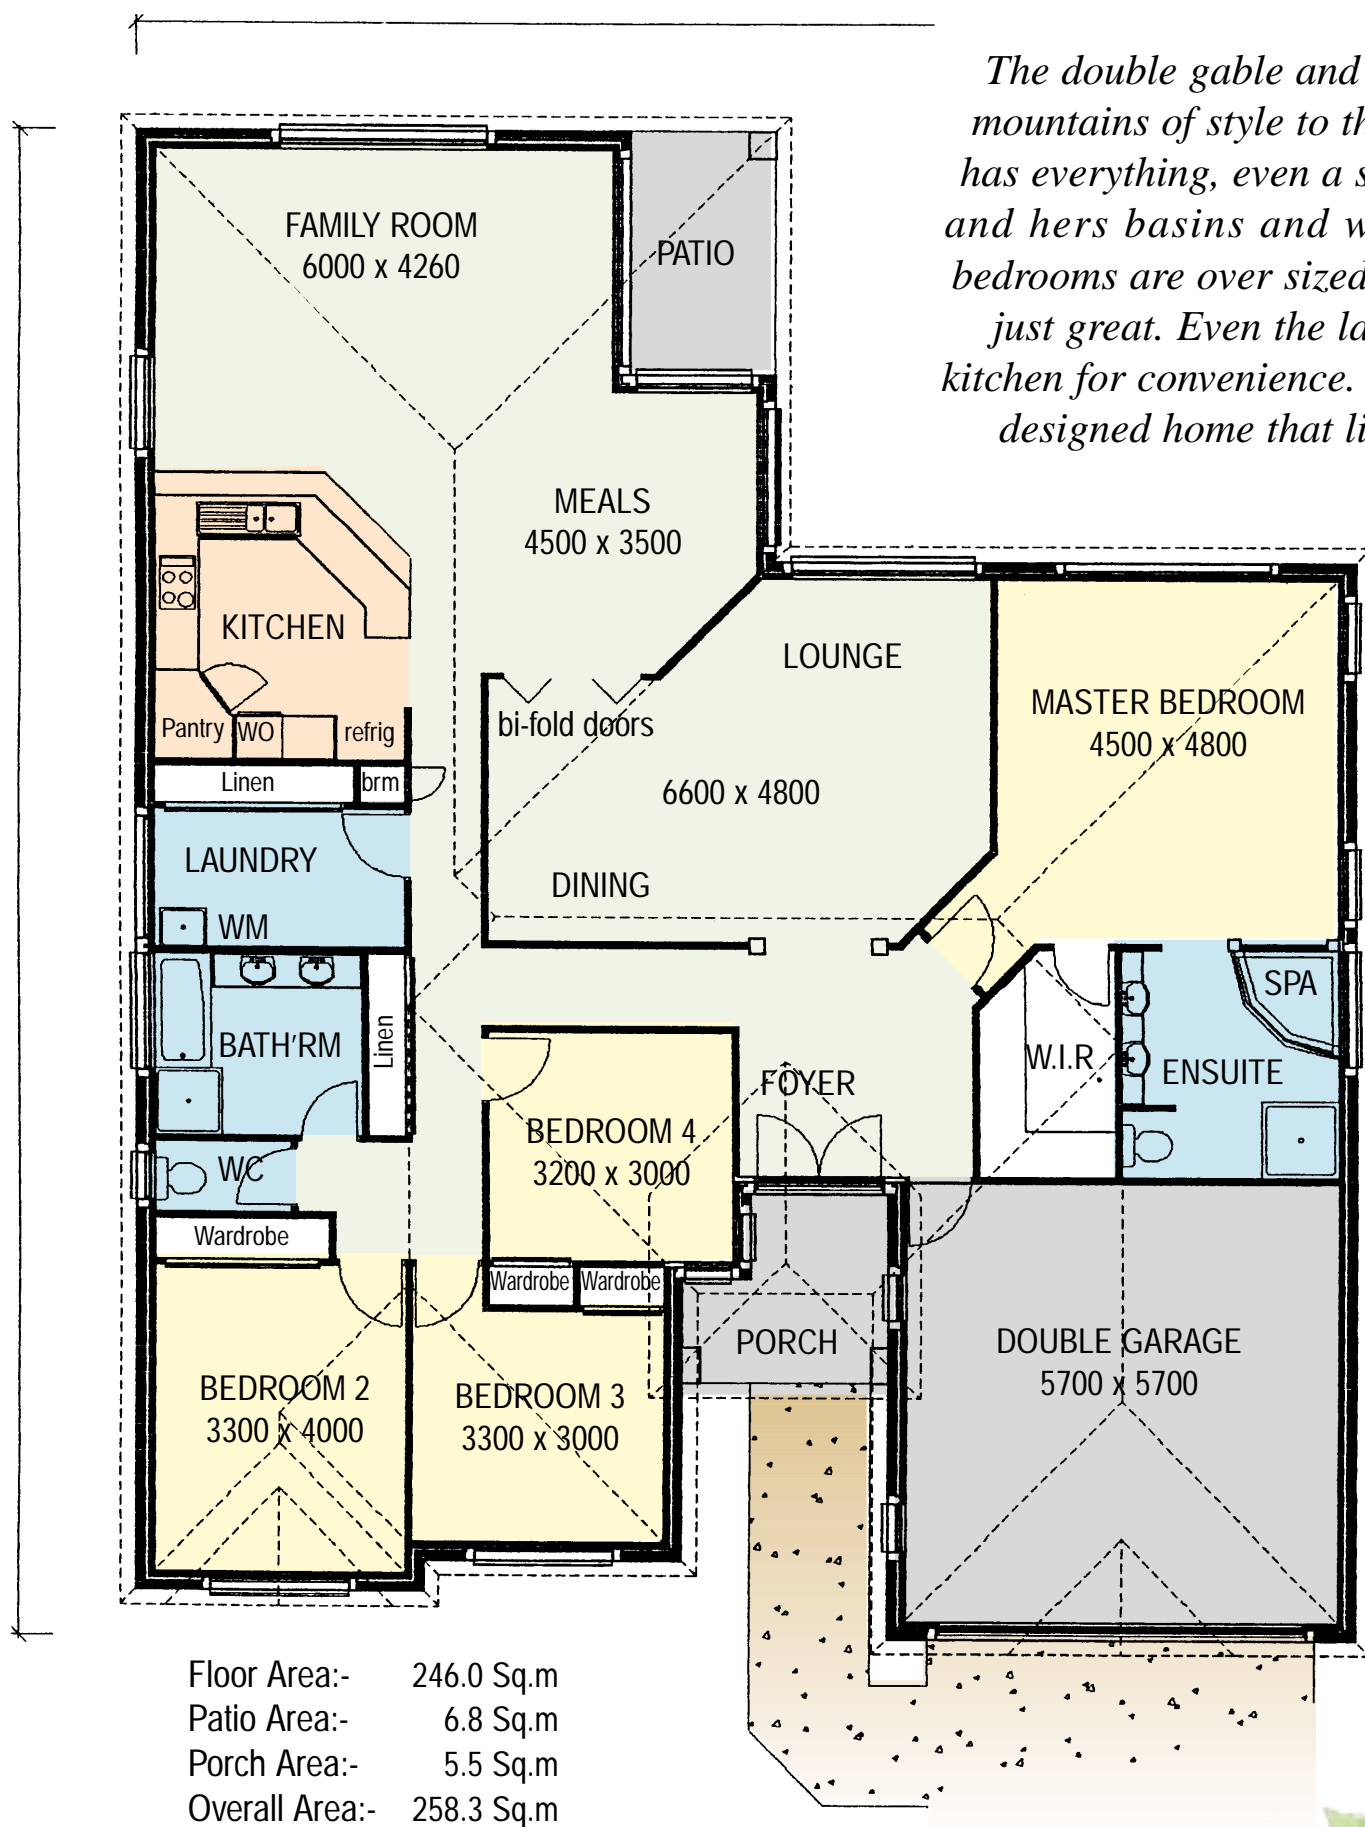 The double gable and
mountains of style to th
has everything, even a s
and hers basins and w
bedrooms are over sized
just great. Even the la
kitchen for convenience.
designed home that li
FAMILY ROOM
6000 x 4260
PATIO
MEALS
4500 x 3500
KITCHEN
LOUNGE
MASTER BEDROOM
4500 x 4800
Pantry
WO
refrig
bi-fold doors
Linen
brm
6600 x 4800
LAUNDRY
DINING
WM
SPA
BATH'RM
Linen
W.I.R
ENSUITE
FOYER
BEDROOM 4
3200 x 3000
WC
Wardrobe
Wardrobe
Wardrobe
PORCH
DOUBLE GARAGE
5700 x 5700
BEDROOM 2
3300 x 4000
BEDROOM 3
3300 x 3000
Floor Area:- 246.0 Sq.m
Patio Area:- 6.8 Sq.m
Porch Area:- 5.5 Sq.m
Overall Area:- 258.3 Sq.m